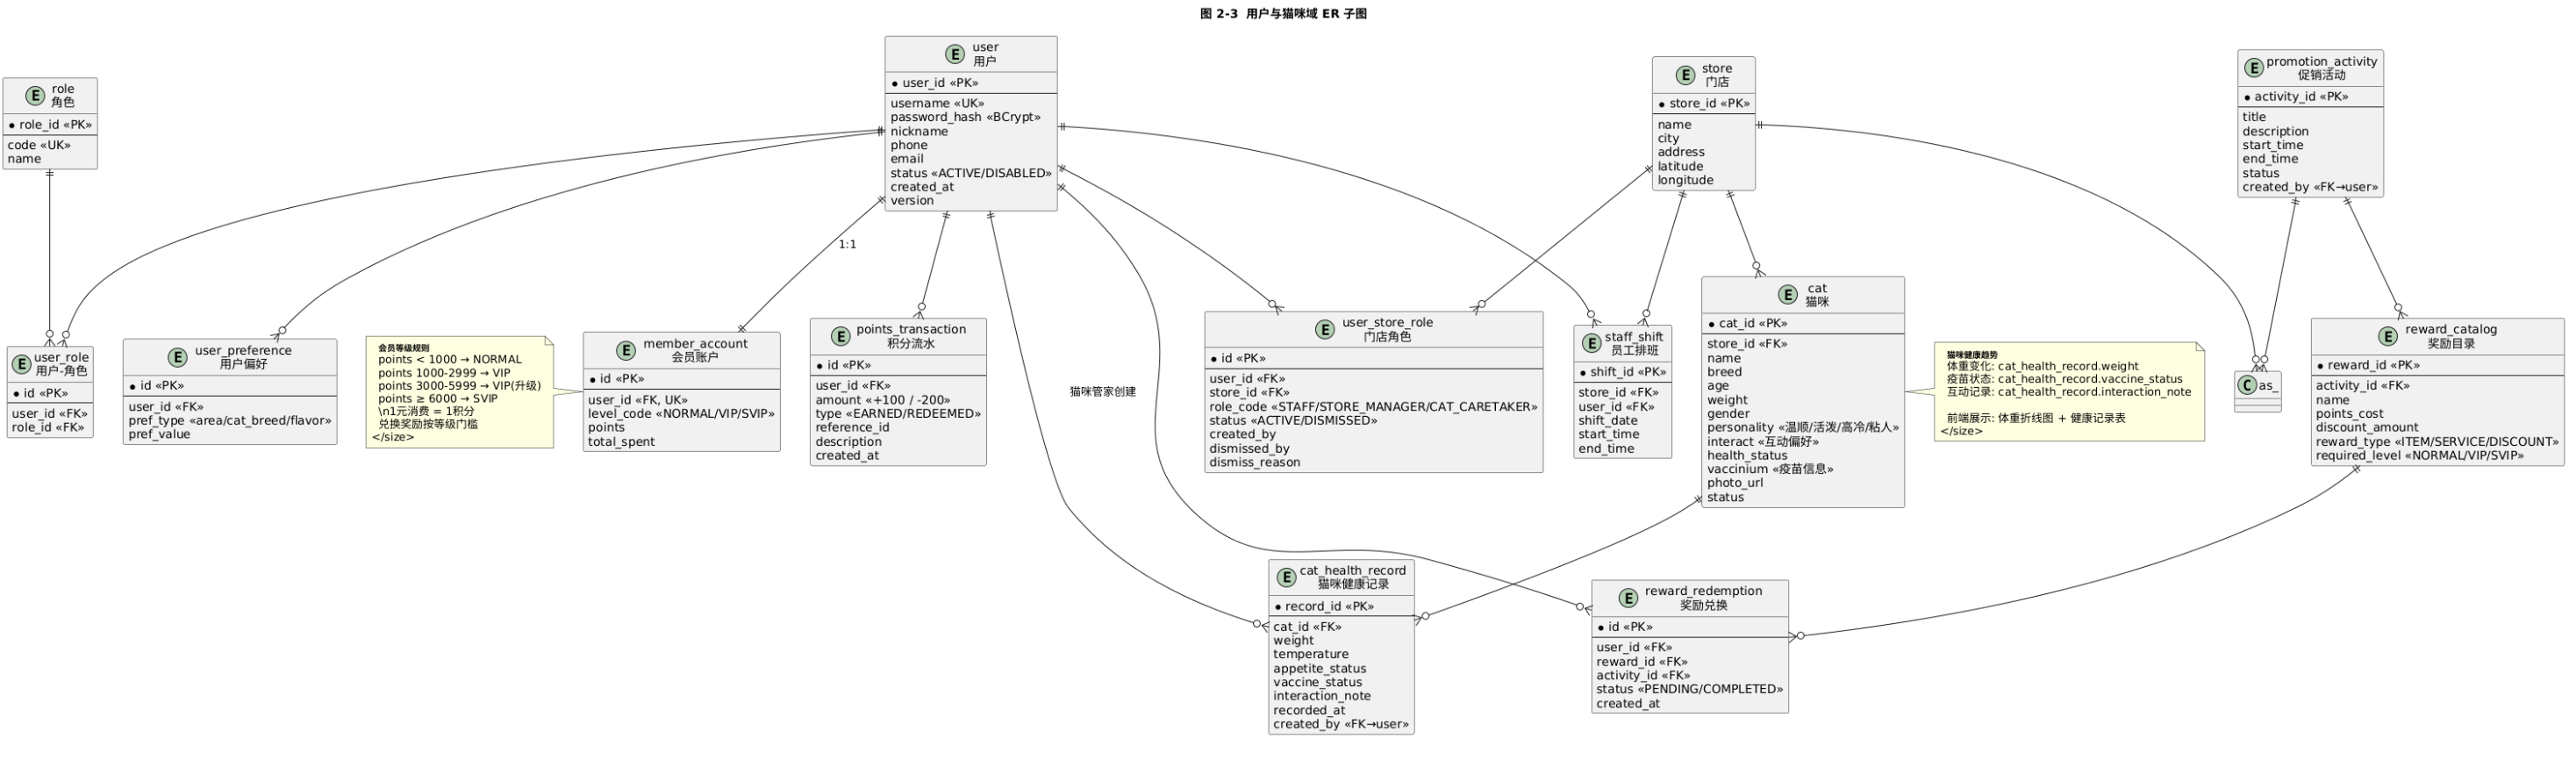 图 2-3  用户与猫咪域 ER 子图
E user
用户
* user_id «PK»
username «UK»
password_hash «BCrypt»
nickname
phone
email
status «ACTIVE/DISABLED»
created_at
version
E store
门店
* store_id «PK»
name
city
address
latitude
longitude
E promotion_activity
促销活动
* activity_id «PK»
title
description
start_time
end_time
status
created_by «FK→user»
E role
角色
* role_id «PK»
code «UK»
name
1:1
猫咪管家创建
E user_role
用户-角色
* id «PK»
user_id «FK»
role_id «FK»
E user_preference
用户偏好
* id «PK»
user_id «FK»
pref_type «area/cat_breed/flavor»
pref_value
会员等级规则
points < 1000 → NORMAL
points 1000-2999 → VIP
points 3000-5999 → VIP(升级)
points ≥ 6000 → SVIP
\n1元消费 = 1积分
兑换奖励按等级门槛
</size>
E member_account
会员账户
* id «PK»
user_id «FK, UK»
level_code «NORMAL/VIP/SVIP»
points
total_spent
E points_transaction
积分流水
* id «PK»
user_id «FK»
amount «+100 / -200»
type «EARNED/REDEEMED»
reference_id
description
created_at
E user_store_role
门店角色
* id «PK»
user_id «FK»
store_id «FK»
role_code «STAFF/STORE_MANAGER/CAT_CARETAKER»
status «ACTIVE/DISMISSED»
created_by
dismissed_by
dismiss_reason
E staff_shift
员工排班
* shift_id «PK»
store_id «FK»
user_id «FK»
shift_date
start_time
end_time
E cat
猫咪
* cat_id «PK»
store_id «FK»
name
breed
age
weight
gender
personality «温顺/活泼/高冷/粘人»
interact «互动偏好»
health_status
vaccinium «疫苗信息»
photo_url
status
猫咪健康趋势
体重变化: cat_health_record.weight
疫苗状态: cat_health_record.vaccine_status
互动记录: cat_health_record.interaction_note
前端展示: 体重折线图 + 健康记录表
</size>
C as_
E reward_catalog
奖励目录
* reward_id «PK»
activity_id «FK»
name
points_cost
discount_amount
reward_type «ITEM/SERVICE/DISCOUNT»
required_level «NORMAL/VIP/SVIP»
E cat_health_record
猫咪健康记录
* record_id «PK»
cat_id «FK»
weight
temperature
appetite_status
vaccine_status
interaction_note
recorded_at
created_by «FK→user»
E reward_redemption
奖励兑换
* id «PK»
user_id «FK»
reward_id «FK»
activity_id «FK»
status «PENDING/COMPLETED»
created_at